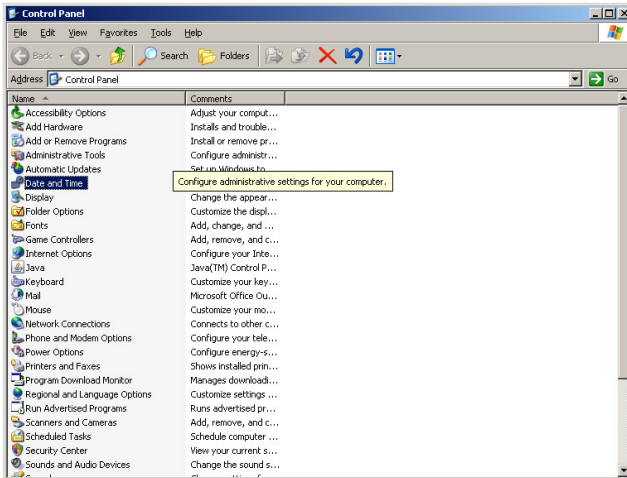 Control Panel
File Edit View Favorites Tools Help
Back Search Folders
Address Control Panel Go
Name Comments
Accessibility Options Adjust your comput...
Add Hardware Installs and trouble...
Add or Remove Programs Install or remove pr...
Administrative Tools Configure administr...
Automatic Updates Set up Windows to
Date and Time Configure administrative settings for your computer.
Display Change the appear...
Folder Options Customize the displ...
Fonts Add, change, and ...
Game Controllers Add, remove, and c...
Internet Options Configure your Inte...
Java Java(TM) Control P...
Keyboard Customize your key...
Mail Microsoft Office Ou...
Mouse Customize your mo...
Network Connections Connects to other c...
Phone and Modem Options Configure your tele...
Power Options Configure energy-s...
Printers and Faxes Shows installed prin...
Program Download Monitor Manages downloadi...
Regional and Language Options Customize settings ...
Run Advertised Programs Runs advertised pr...
Scanners and Cameras Add, remove, and c...
Scheduled Tasks Schedule computer ...
Security Center View your current s...
Sounds and Audio Devices Change the sound s...